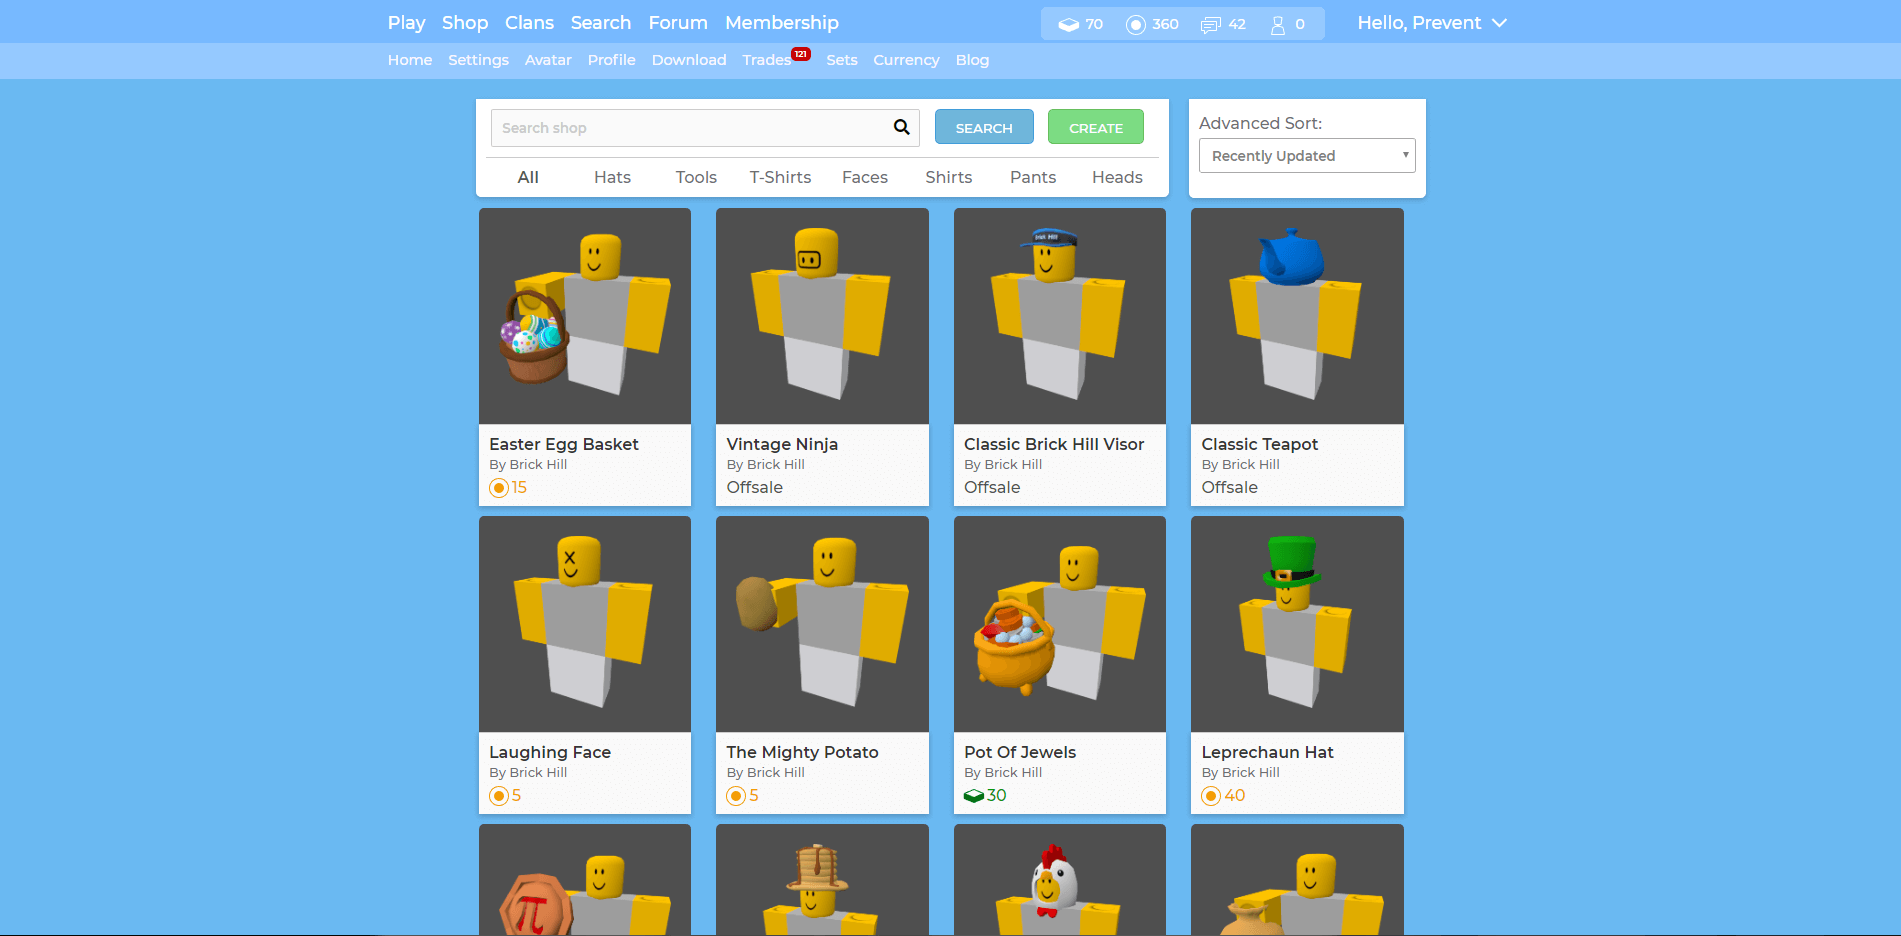 Play Shop Clans Search Forum Membership 70 360 42 0 Hello, Prevent
Home Settings Avatar Profile Download Trades 121 Sets Currency Blog
Search shop SEARCH CREATE
All Hats Tools T-Shirts Faces Shirts Pants Heads
Advanced Sort:
Recently Updated
Brick Hill
Easter Egg Basket
By Brick Hill
15
Vintage Ninja
By Brick Hill
Offsale
Classic Brick Hill Visor
By Brick Hill
Offsale
Classic Teapot
By Brick Hill
Offsale
Laughing Face
By Brick Hill
5
The Mighty Potato
By Brick Hill
5
Pot Of Jewels
By Brick Hill
30
Leprechaun Hat
By Brick Hill
40
π